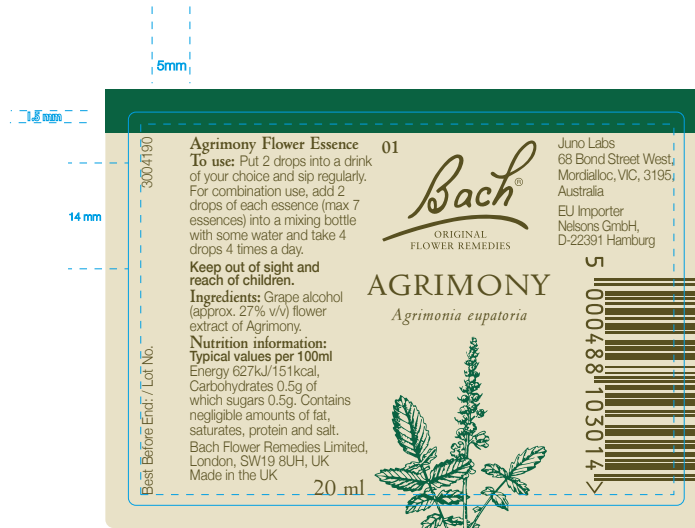 5mm
1.5 mm
14 mm
3004190
Best Before End: / Lot No.
Agrimony Flower Essence
To use: Put 2 drops into a drink
of your choice and sip regularly.
For combination use, add 2
drops of each essence (max 7
essences) into a mixing bottle
with some water and take 4
drops 4 times a day.
Keep out of sight and
reach of children.
Ingredients: Grape alcohol
(approx. 27% v/v) flower
extract of Agrimony.
Nutrition information:
Typical values per 100ml
Energy 627kJ/151kcal,
Carbohydrates 0.5g of
which sugars 0.5g. Contains
negligible amounts of fat,
saturates, protein and salt.
Bach Flower Remedies Limited,
London, SW19 8UH, UK
Made in the UK
20 ml
01
Bach®
ORIGINAL
FLOWER REMEDIES
AGRIMONY
Agrimonia eupatoria
Juno Labs
68 Bond Street West,
Mordialloc, VIC, 3195,
Australia
EU Importer
Nelsons GmbH,
D-22391 Hamburg
5 000488 103014 >